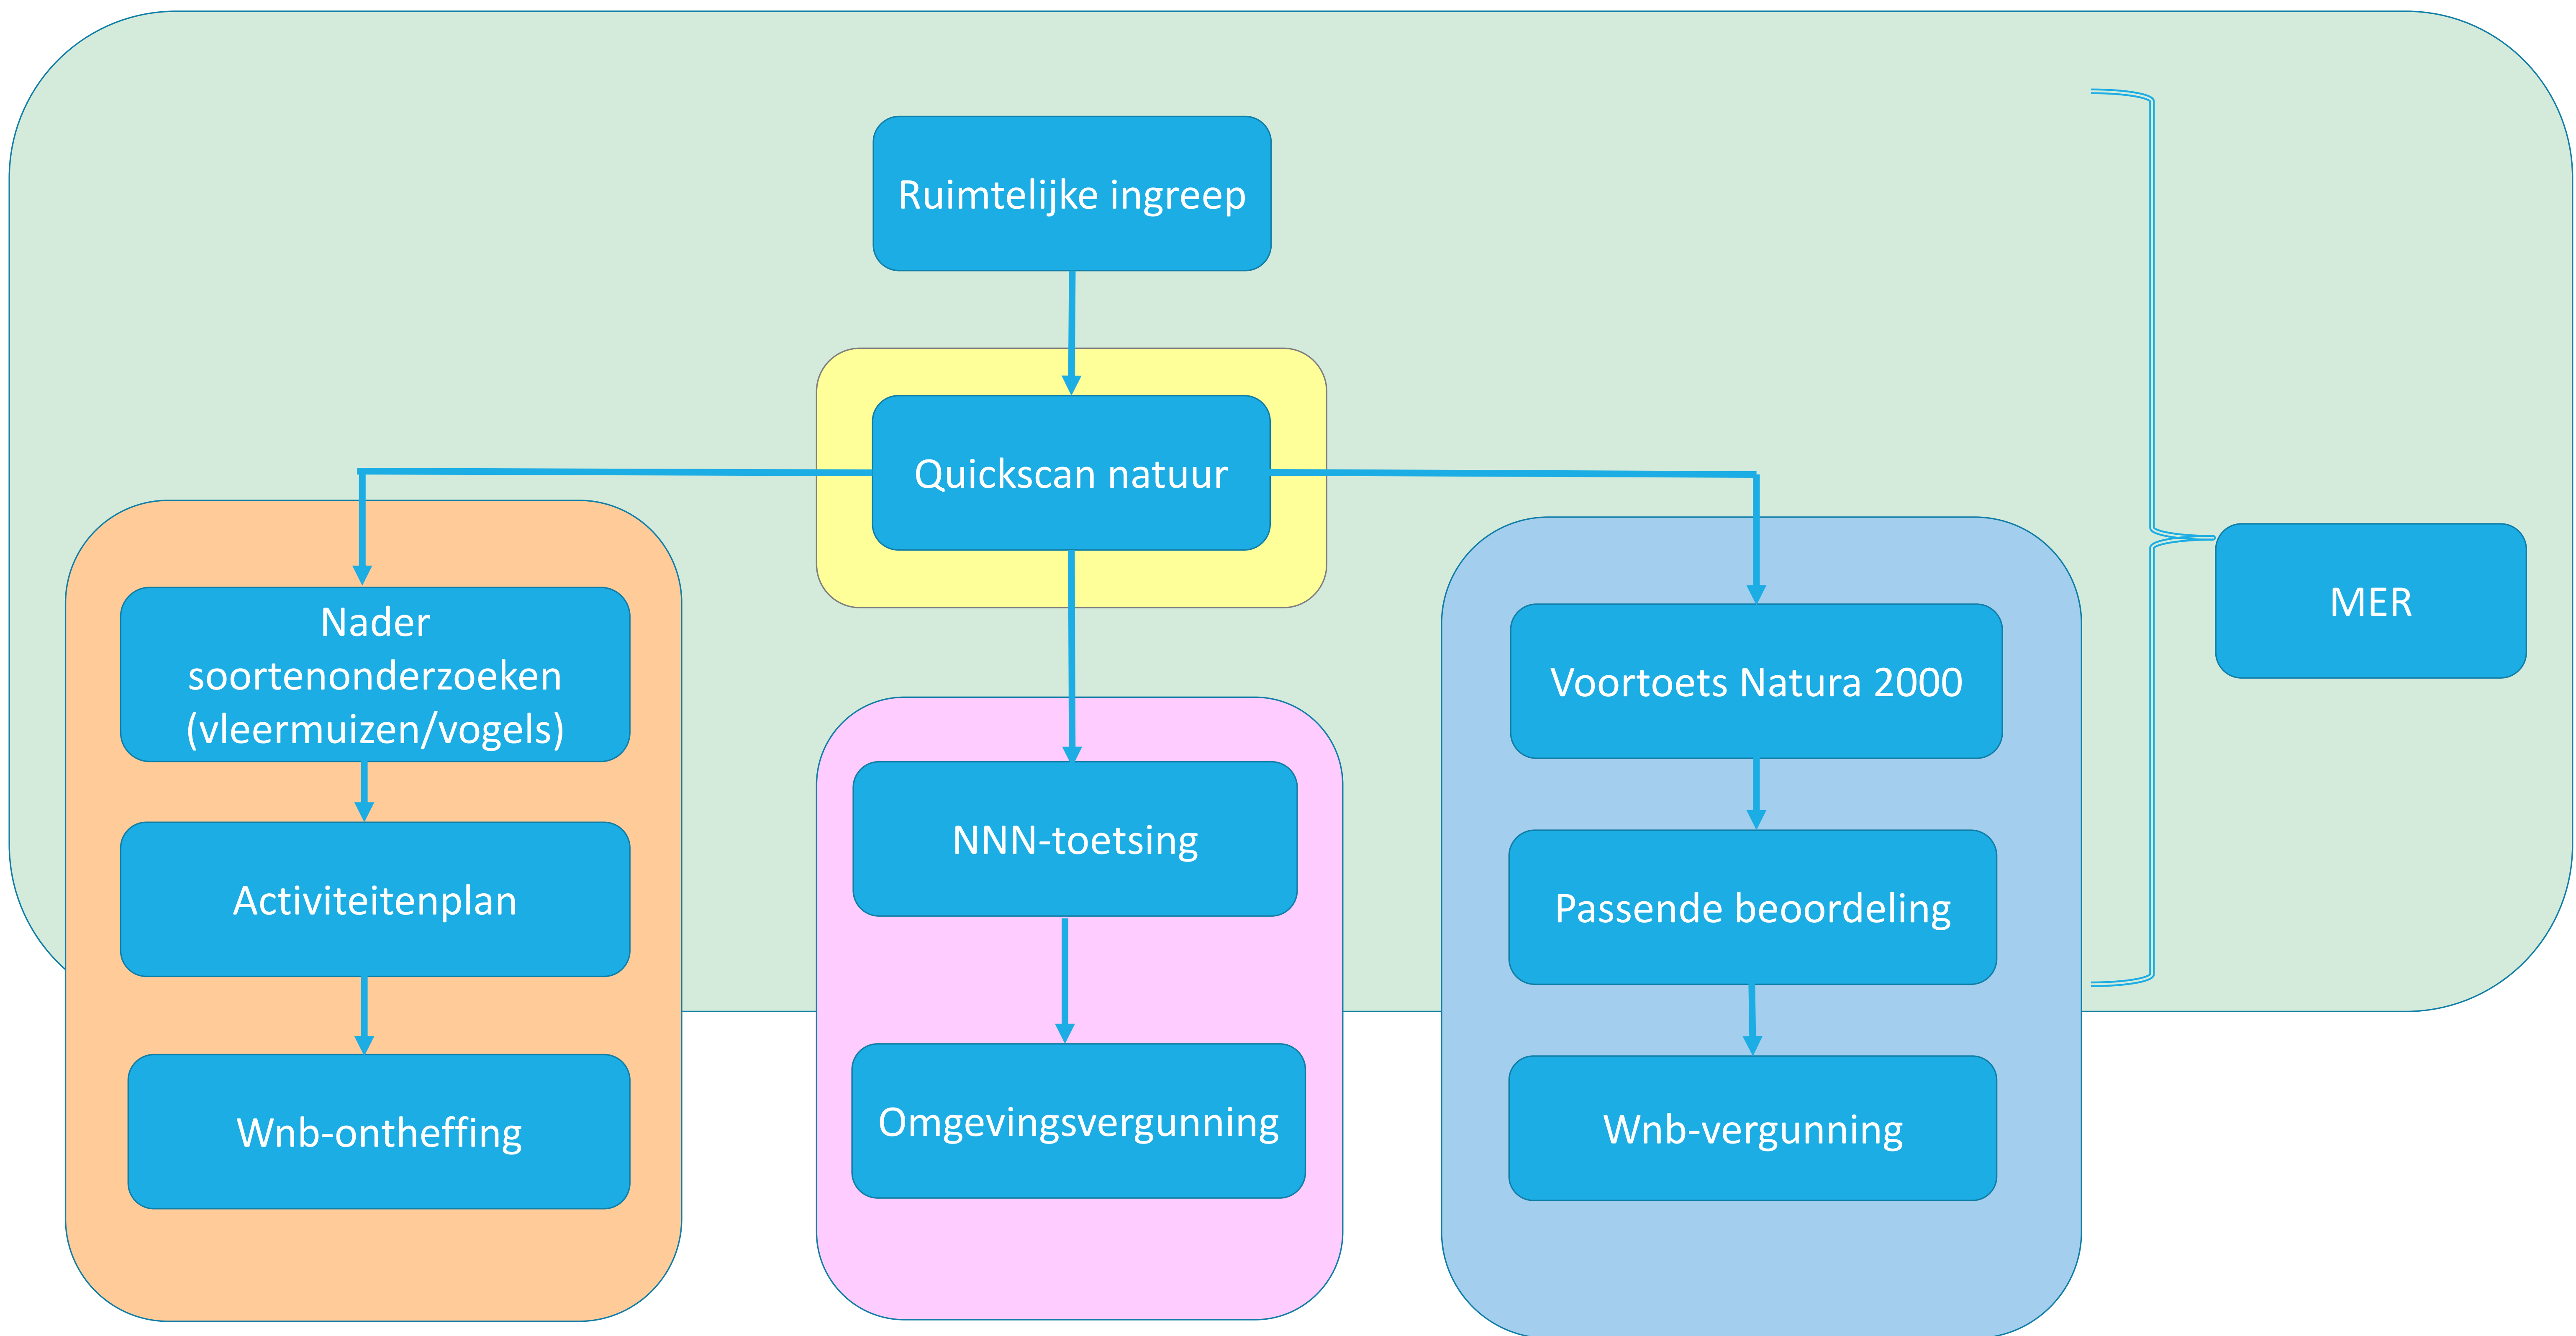 Ruimtelijke ingreep
Quickscan natuur
Nader
soortenonderzoeken
(vleermuizen/vogels)
Activiteitenplan
Wnb-ontheffing
NNN-toetsing
Omgevingsvergunning
Voortoets Natura 2000
Passende beoordeling
Wnb-vergunning
MER